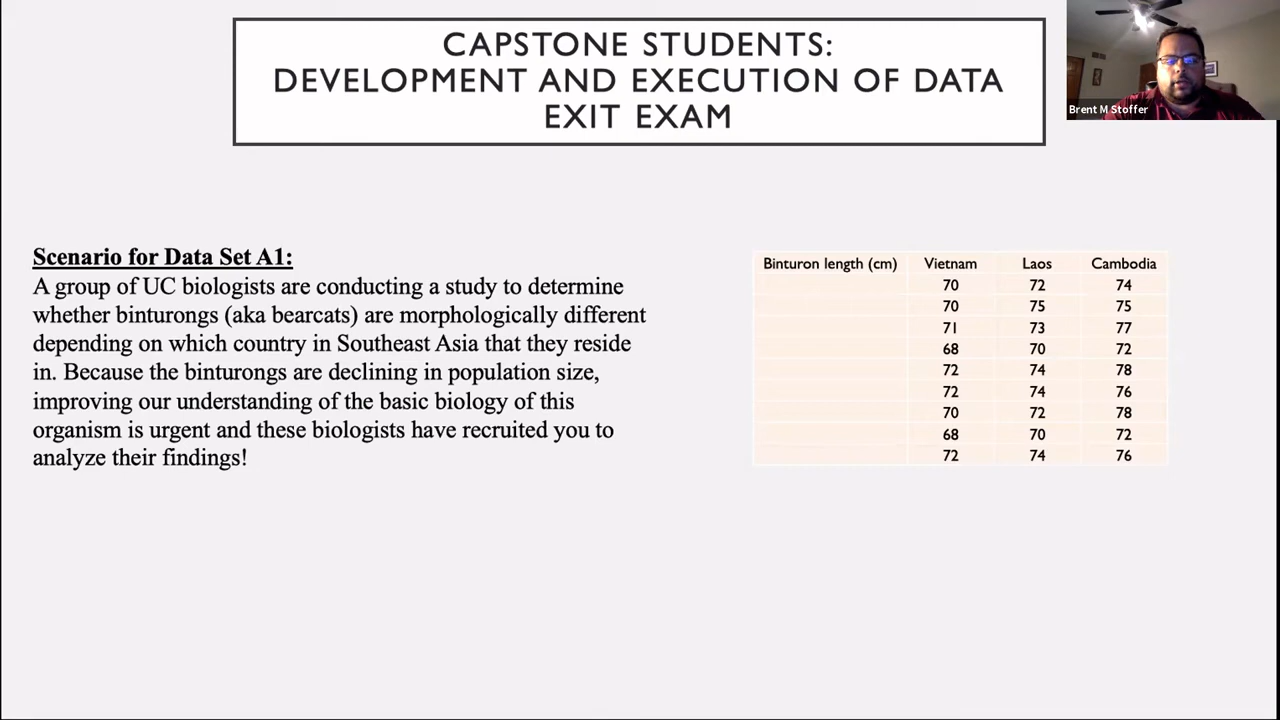 CAPSTONE STUDENTS:
DEVELOPMENT AND EXECUTION OF DATA
EXIT EXAM
Brent M Stoffer
Scenario for Data Set A1:
A group of UC biologists are conducting a study to determine
whether binturongs (aka bearcats) are morphologically different
depending on which country in Southeast Asia that they reside
in. Because the binturongs are declining in population size,
improving our understanding of the basic biology of this
organism is urgent and these biologists have recruited you to
analyze their findings!
Binturon length (cm) Vietnam Laos Cambodia
70 72 74
70 75 75
71 73 77
68 70 72
72 74 78
72 74 76
70 72 78
68 70 72
72 74 76